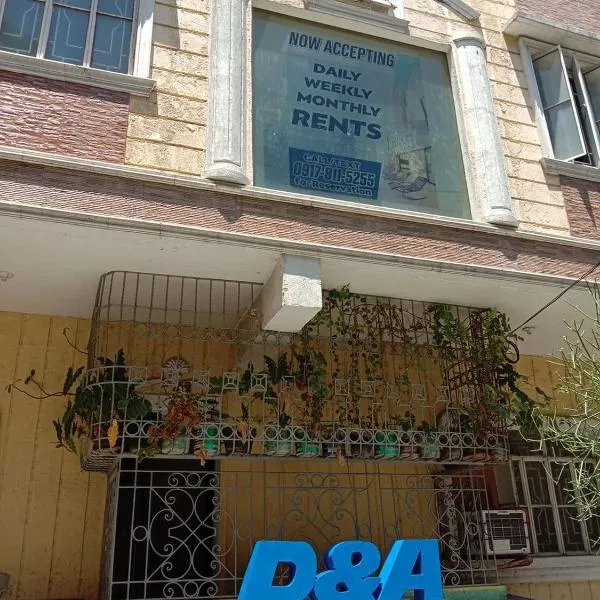 NOW ACCEPTING
DAILY
WEEKLY
MONTHLY
RENTS
CALL/TEXT
0917-811-5255
for Reservation
D&A